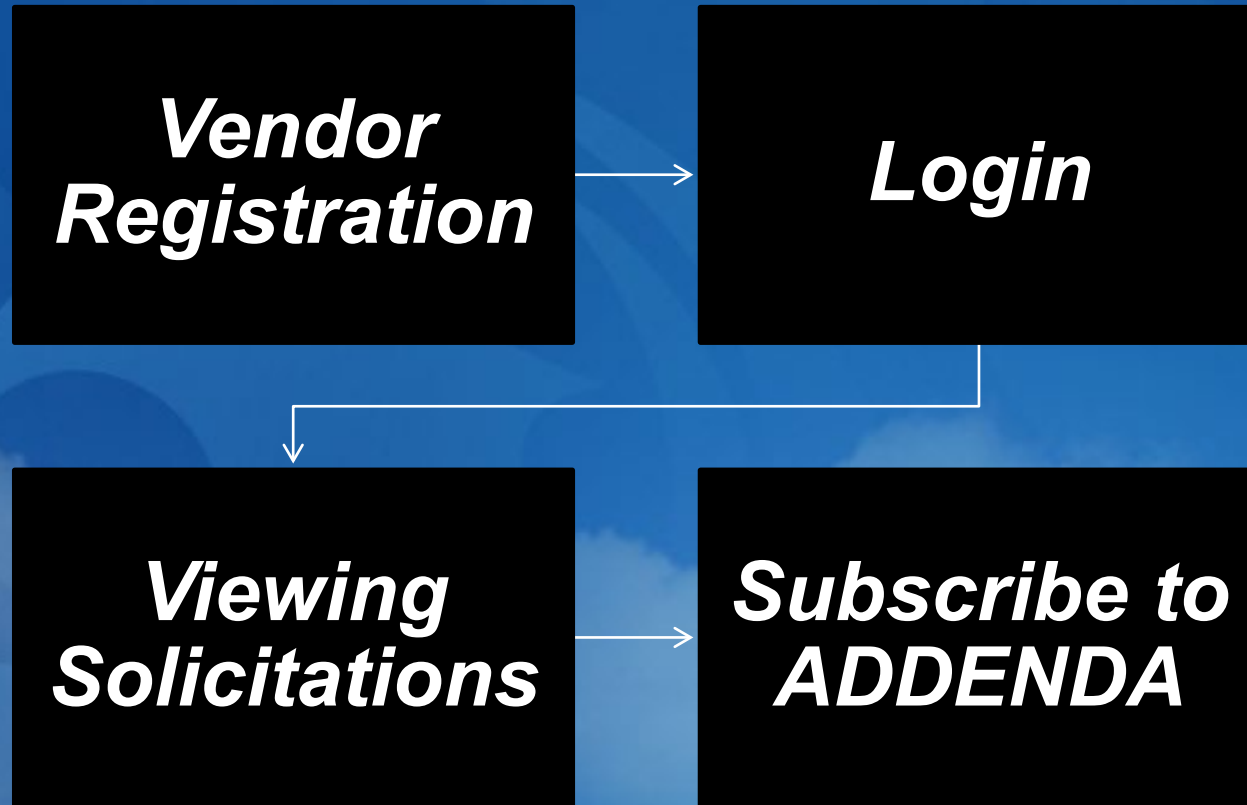 Vendor
Registration
Login
Viewing
Solicitations
Subscribe to
ADDENDA